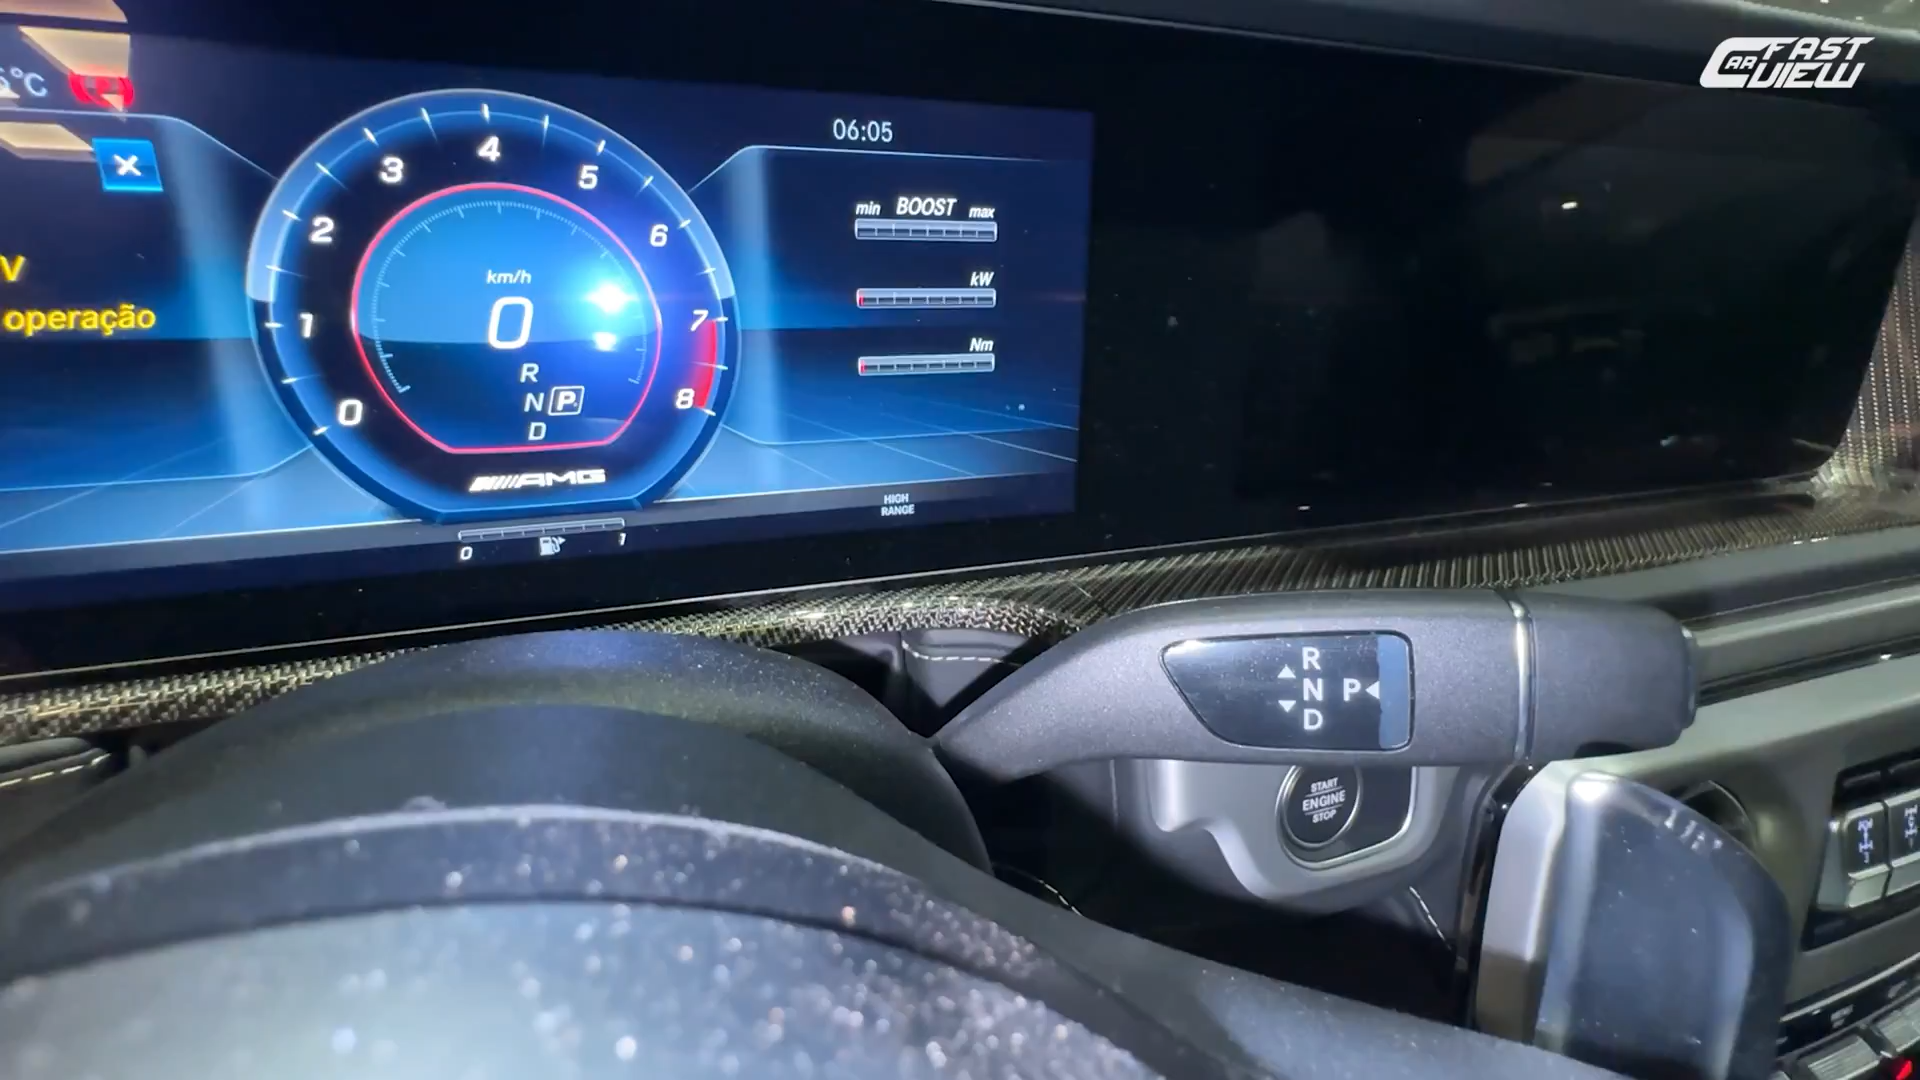 FAST
CAR VIEW
°C
P
06:05
V
operação
0
1
2
3
4
5
6
7
8
km/h
0
R
N P
D
AMG
min BOOST max
kW
Nm
HIGH
RANGE
0 1
R
N P
D
START
ENGINE
STOP